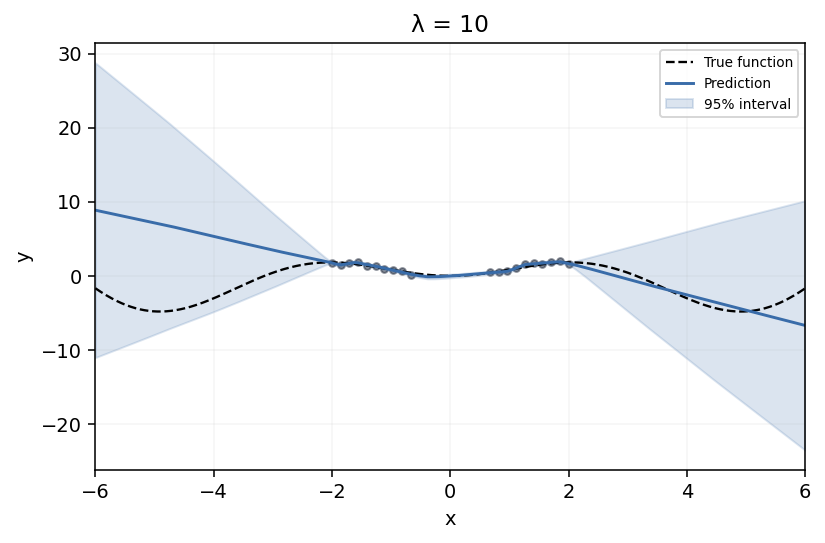 λ = 10
True function
Prediction
95% interval
y
30
20
10
0
−10
−20
−6
−4
−2
0
2
4
6
x